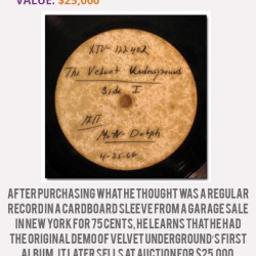 VALUE: $25,000
XTV-122402
The Velvet Underground
Side I
Mr. N. Dolph
4-25-66
AFTER PURCHASING WHAT HE THOUGHT WAS A REGULAR
RECORD IN A CARDBOARD SLEEVE FROM A GARAGE SALE
IN NEW YORK FOR 75 CENTS, HE LEARNS THAT HE HAD
THE ORIGINAL DEMO OF VELVET UNDERGROUND'S FIRST
ALBUM. IT LATER SELLS AT AUCTION FOR $25,000.